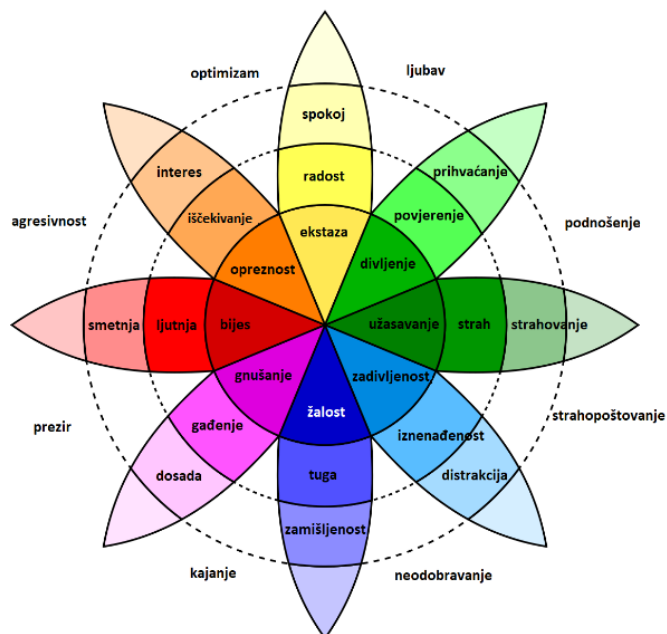 optimizam
ljubav
spokoj
interes
prihvaćanje
radost
agresivnost
iščekivanje
povjerenje
podnošenje
ekstaza
opreznost
divljenje
smetnja
ljutnja
bijes
užasavanje
strah
strahovanje
gnušanje
zadivljenost
prezir
gađenje
žalost
iznenađenost
strahopoštovanje
dosada
tuga
distrakcija
zamišljenost
kajanje
neodobravanje